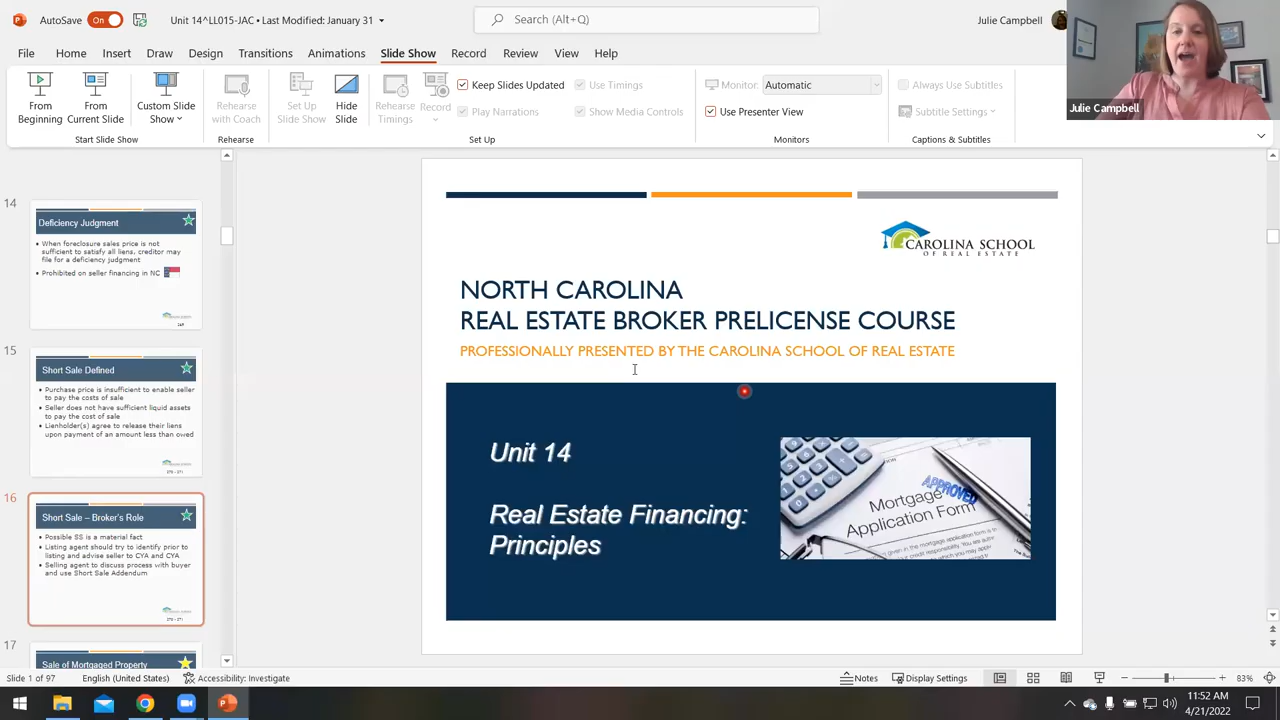 AutoSave On Unit 14^LL015-JAC • Last Modified: January 31 Search (Alt+Q) Julie Campbell
File Home Insert Draw Design Transitions Animations Slide Show Record Review View Help
From Beginning
From Current Slide
Custom Slide Show
Start Slide Show
Rehearse with Coach
Rehearse
Set Up Slide Show
Hide Slide
Rehearse Timings
Record
Keep Slides Updated
Play Narrations
Use Timings
Show Media Controls
Set Up
Monitor: Automatic
Use Presenter View
Monitors
Always Use Subtitles
Subtitle Settings
Captions & Subtitles
Julie Campbell
14
Deficiency Judgment
• When foreclosure sales price is not
sufficient to satisfy all liens, creditor may
file for a deficiency judgment
• Prohibited on seller financing in NC
15
Short Sale Defined
• Purchase price is insufficient to enable seller
to pay the costs of sale
• Seller does not have sufficient liquid assets
to pay the cost of sale
• Lienholder(s) agree to release their liens
upon payment of an amount less than owed
16
Short Sale – Broker's Role
• Possible SS is a material fact
• Listing agent should try to identify prior to
listing and advise seller to CYA and CYA
• Selling agent to discuss process with buyer
and use Short Sale Addendum
17
Sale of Mortgaged Property
CAROLINA SCHOOL
OF REAL ESTATE
NORTH CAROLINA
REAL ESTATE BROKER PRELICENSE COURSE
PROFESSIONALLY PRESENTED BY THE CAROLINA SCHOOL OF REAL ESTATE
Unit 14
Real Estate Financing:
Principles
APPROVED
Mortgage
Application Form
Slide 1 of 97 English (United States) Accessibility: Investigate Notes Display Settings 83%
11:52 AM
4/21/2022